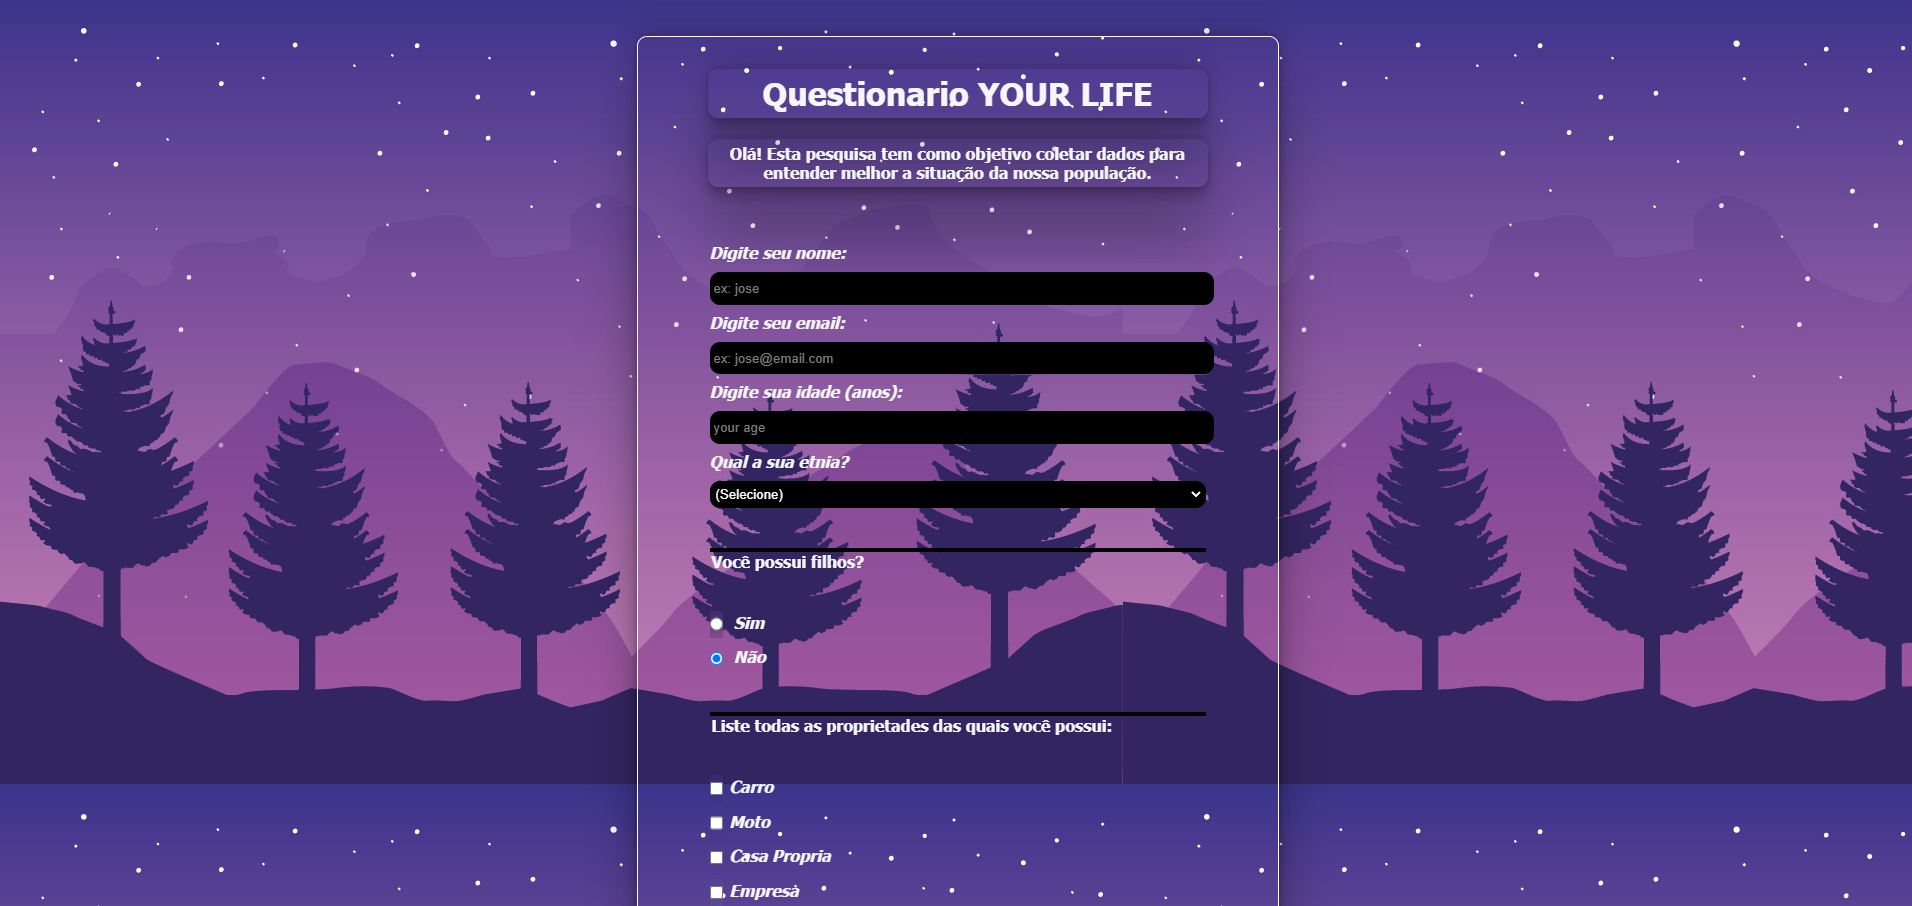 Questionario YOUR LIFE
Olá! Esta pesquisa tem como objetivo coletar dados para
entender melhor a situação da nossa população.
Digite seu nome:
ex: jose
Digite seu email:
ex: jose@email.com
Digite sua idade (anos):
your age
Qual a sua etnia?
(Selecione)
Você possui filhos?
Sim
Não
Liste todas as proprietades das quais você possui:
Carro
Moto
Casa Propria
Empresa